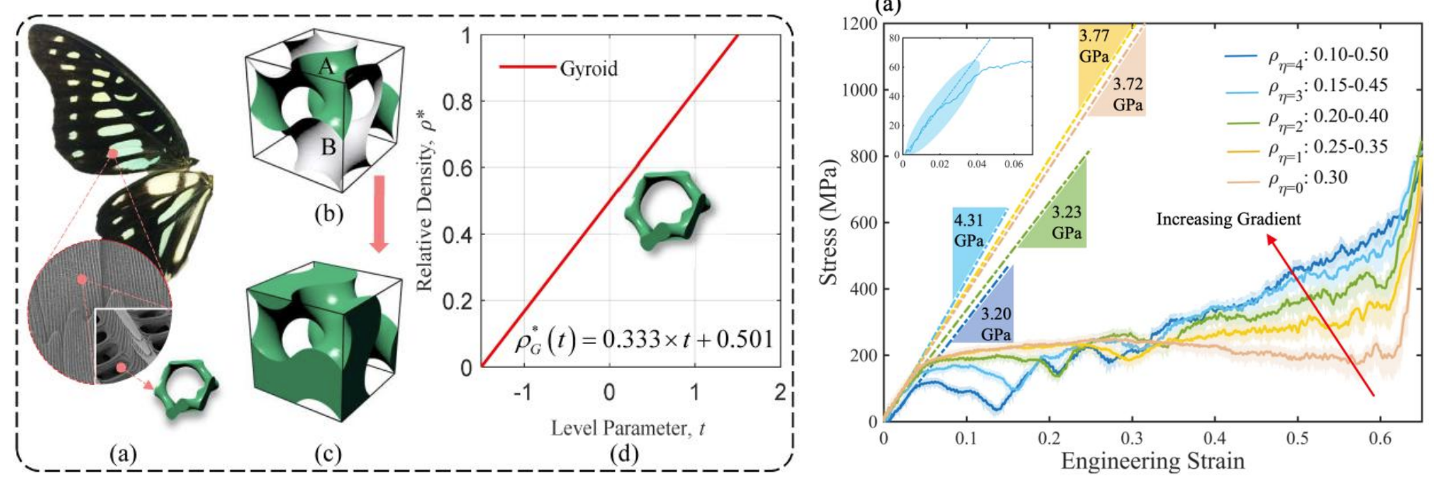 A
B
(b)
(a)
(c)
Relative Density, ρ*
1
0.8
0.6
0.4
0.2
0
Gyroid
ρ*G (t) = 0.333×t+0.501
-1
0
1
2
Level Parameter, t
(d)
(a)
Stress (MPa)
1200
1000
800
600
400
200
0
80
60
40
20
0
0
0.02
0.04
0.06
3.77
GPa
3.72
GPa
4.31
GPa
3.23
GPa
3.20
GPa
ρη=4: 0.10-0.50
ρη=3: 0.15-0.45
ρη=2: 0.20-0.40
ρη=1: 0.25-0.35
ρη=0: 0.30
Increasing Gradient
0
0.1
0.2
0.3
0.4
0.5
0.6
Engineering Strain